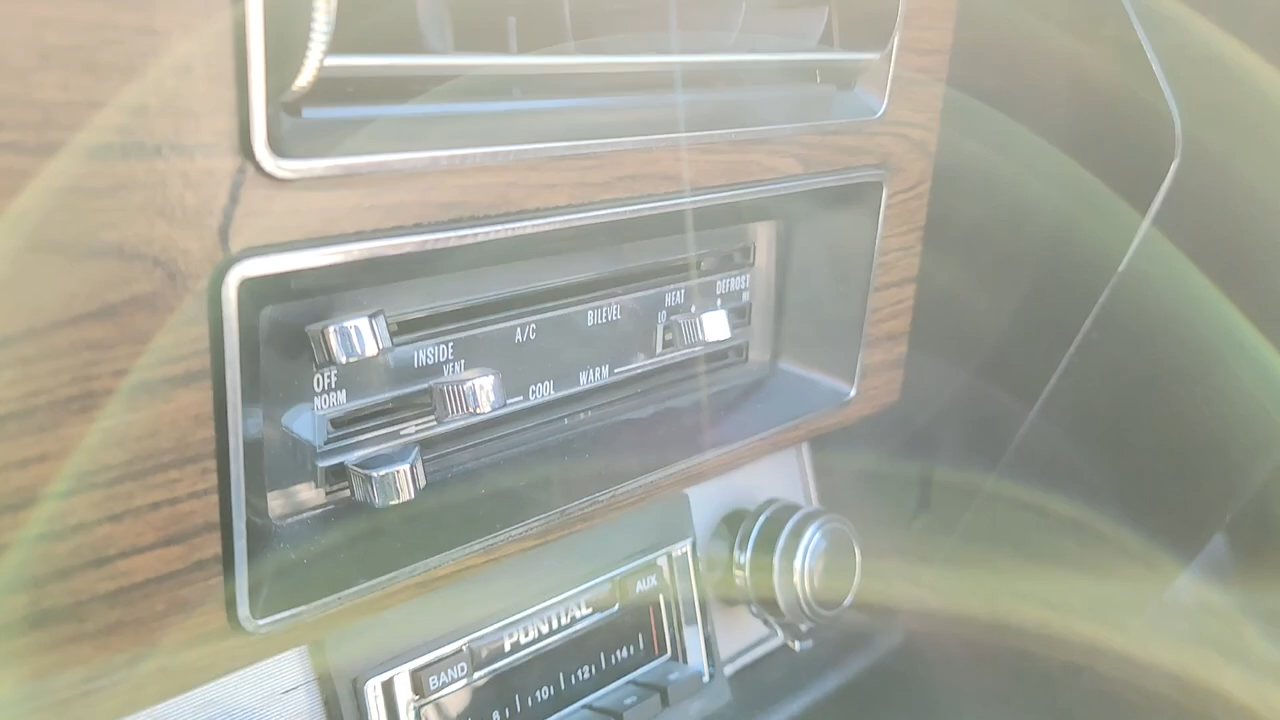 DEFROST
HEAT
HI
LO
BILEVEL
A/C
INSIDE
VENT
OFF
NORM
COOL
WARM
AUX
PONTIAC
BAND
8 10 12 14